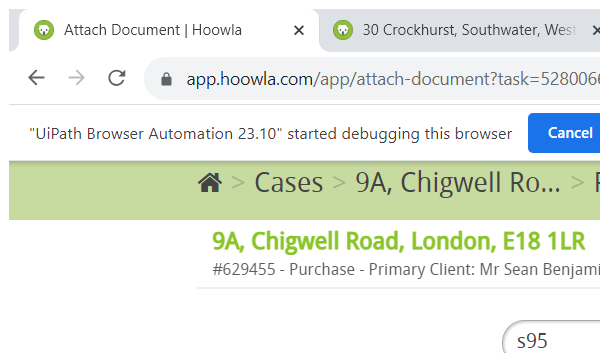 Attach Document | Hoowla
30 Crockhurst, Southwater, West
app.hoowla.com/app/attach-document?task=528006
"UiPath Browser Automation 23.10" started debugging this browser
Cancel
> Cases > 9A, Chigwell Ro... >
9A, Chigwell Road, London, E18 1LR
#629455 - Purchase - Primary Client: Mr Sean Benjami
s95